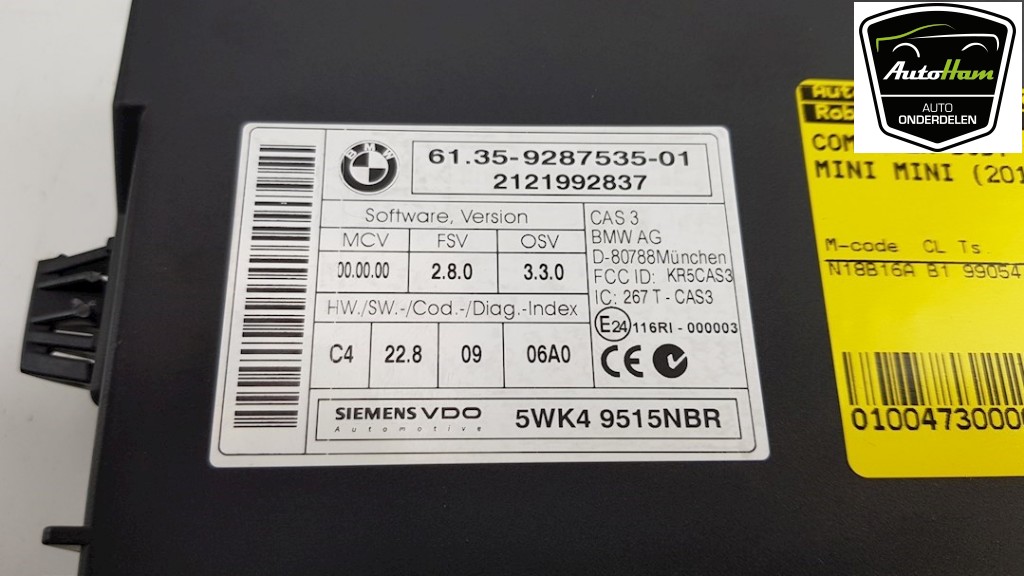 BMW
61.35-9287535-01
2121992837
Software, Version
MCV FSV OSV
00.00.00 2.8.0 3.3.0
HW./SW.-/Cod.-/Diag.-Index
C4 22.8 09 06A0
CAS 3
BMW AG
D-80788München
FCC ID: KR5CAS3
IC: 267 T - CAS3
E24 116RI - 000003
CE N
SIEMENS VDO
Automotive
5WK4 9515NBR
AutoHam
AUTO
ONDERDELEN
MINI MINI (201
M-code CL Ts.
N18B16A B1 99054